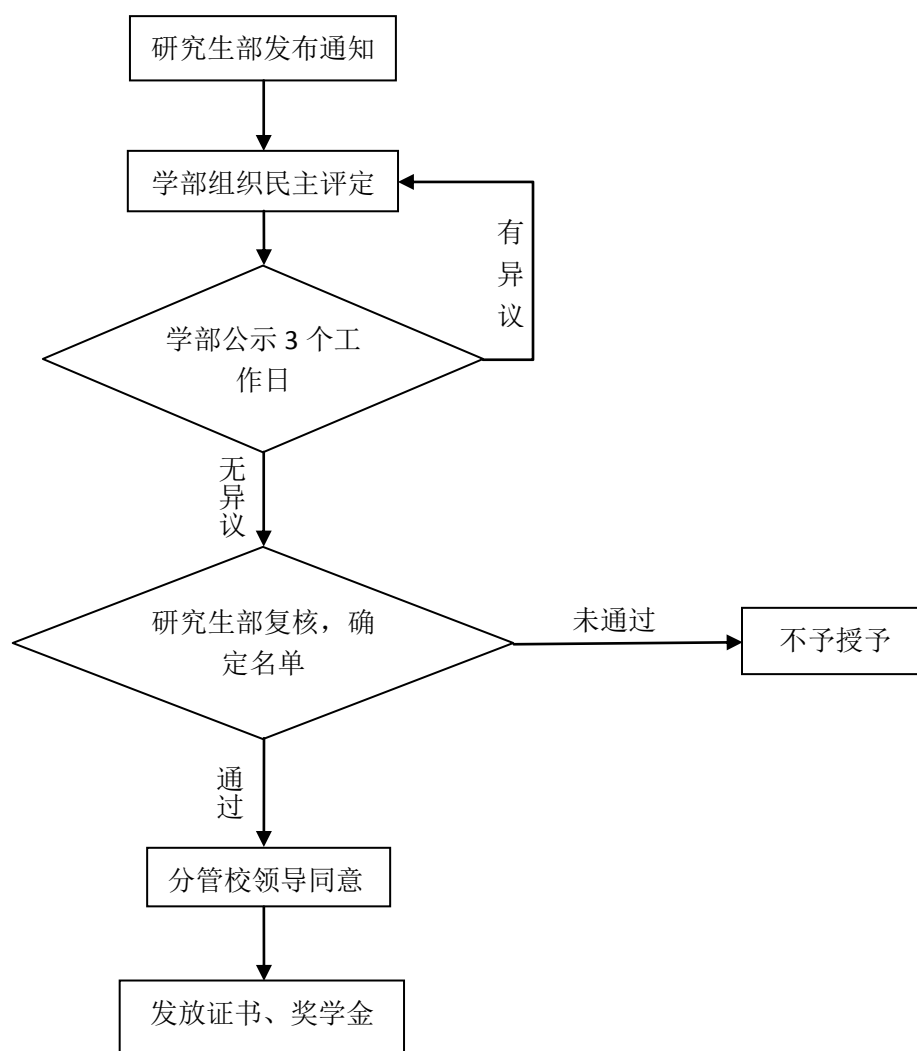 研究生部发布通知
学部组织民主评定
有
异
议
学部公示 3 个工
作日
无
异
议
研究生部复核，确
定名单
未通过
不予授予
通
过
分管校领导同意
发放证书、奖学金